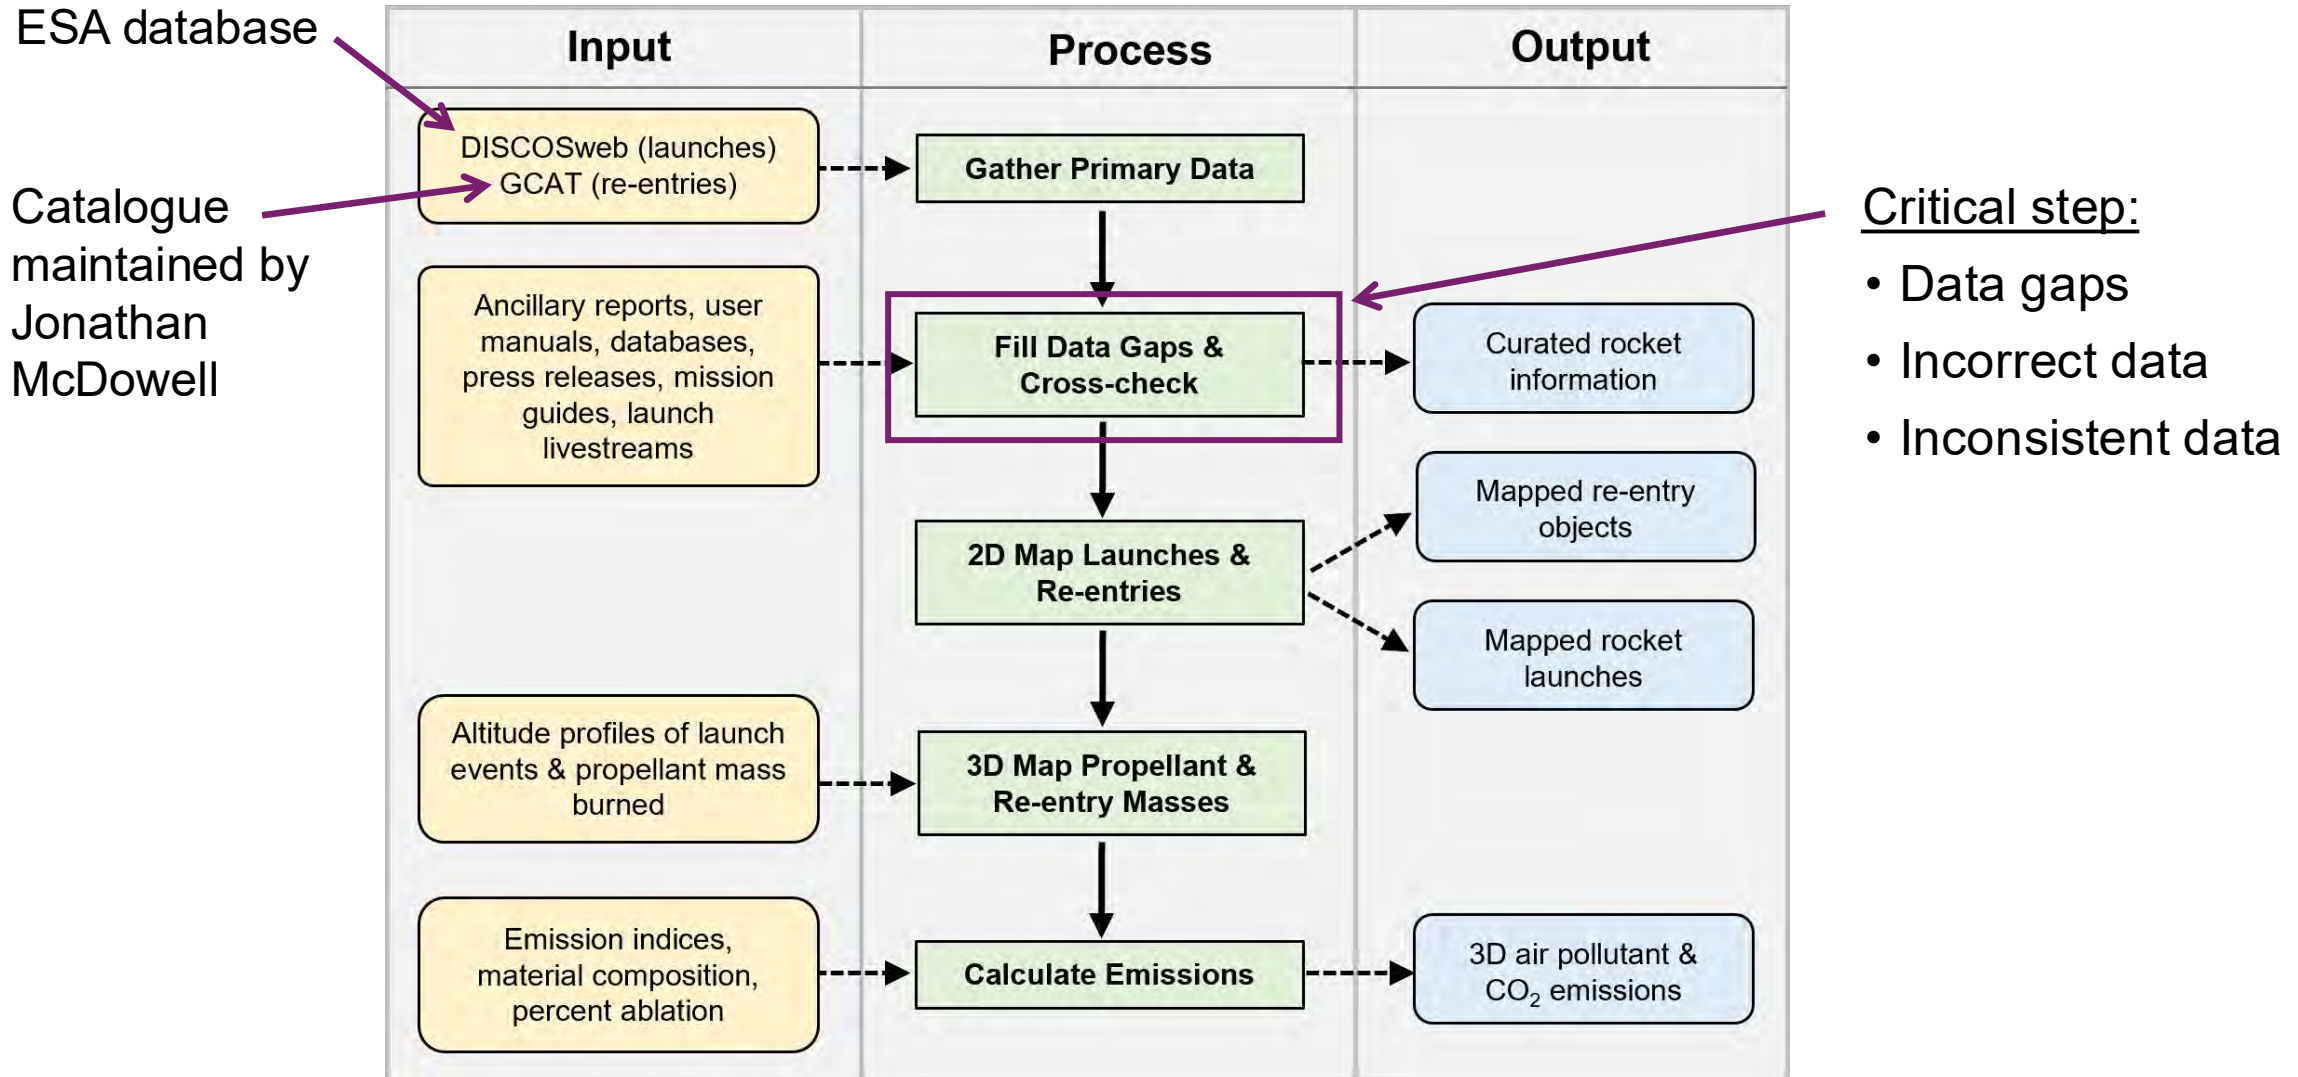 ESA database
Catalogue
maintained by
Jonathan
McDowell
Input
Process
Output
DISCOSweb (launches)
GCAT (re-entries)
Gather Primary Data
Ancillary reports, user
manuals, databases,
press releases, mission
guides, launch
livestreams
Fill Data Gaps &
Cross-check
Curated rocket
information
2D Map Launches &
Re-entries
Mapped re-entry
objects
Mapped rocket
launches
Altitude profiles of launch
events & propellant mass
burned
3D Map Propellant &
Re-entry Masses
Emission indices,
material composition,
percent ablation
Calculate Emissions
3D air pollutant &
CO₂ emissions
Critical step:
• Data gaps
• Incorrect data
• Inconsistent data